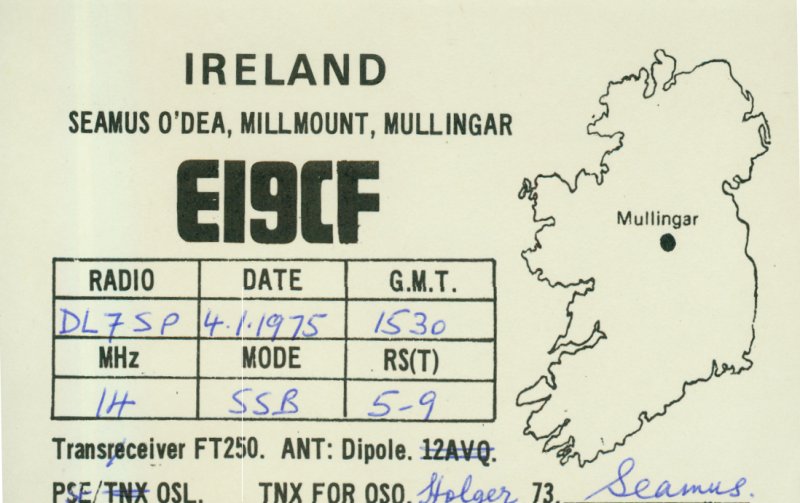 IRELAND
SEAMUS O'DEA, MILLMOUNT, MULLINGAR
EI9CF
Mullingar
RADIO DATE G.M.T.
DL7SP 4.1.1975 1530
MHz MODE RS(T)
14 SSB 5-9
Transreceiver FT250. ANT: Dipole. 12AVQ.
PSE/TNX QSL. TNX FOR QSO. Holger 73. Seamus.